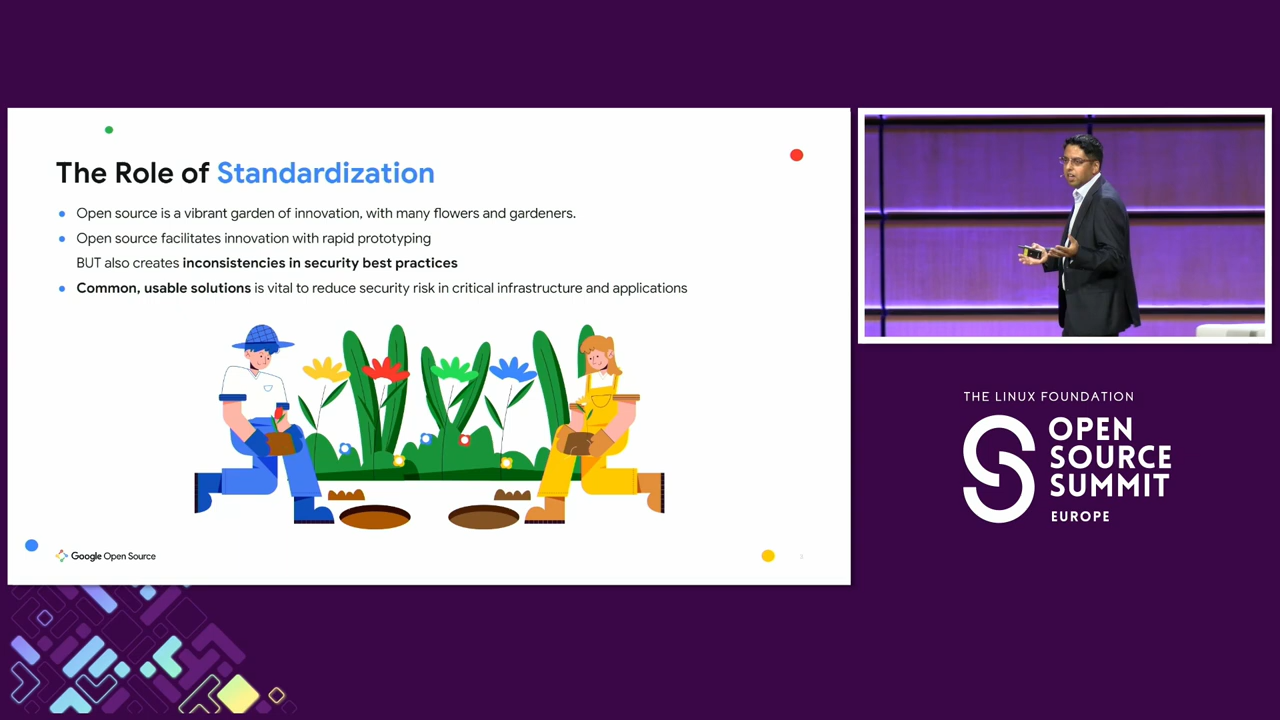 The Role of Standardization
Open source is a vibrant garden of innovation, with many flowers and gardeners.
Open source facilitates innovation with rapid prototyping
BUT also creates inconsistencies in security best practices
Common, usable solutions is vital to reduce security risk in critical infrastructure and applications
Google Open Source
THE LINUX FOUNDATION
OPEN
SOURCE
SUMMIT
EUROPE